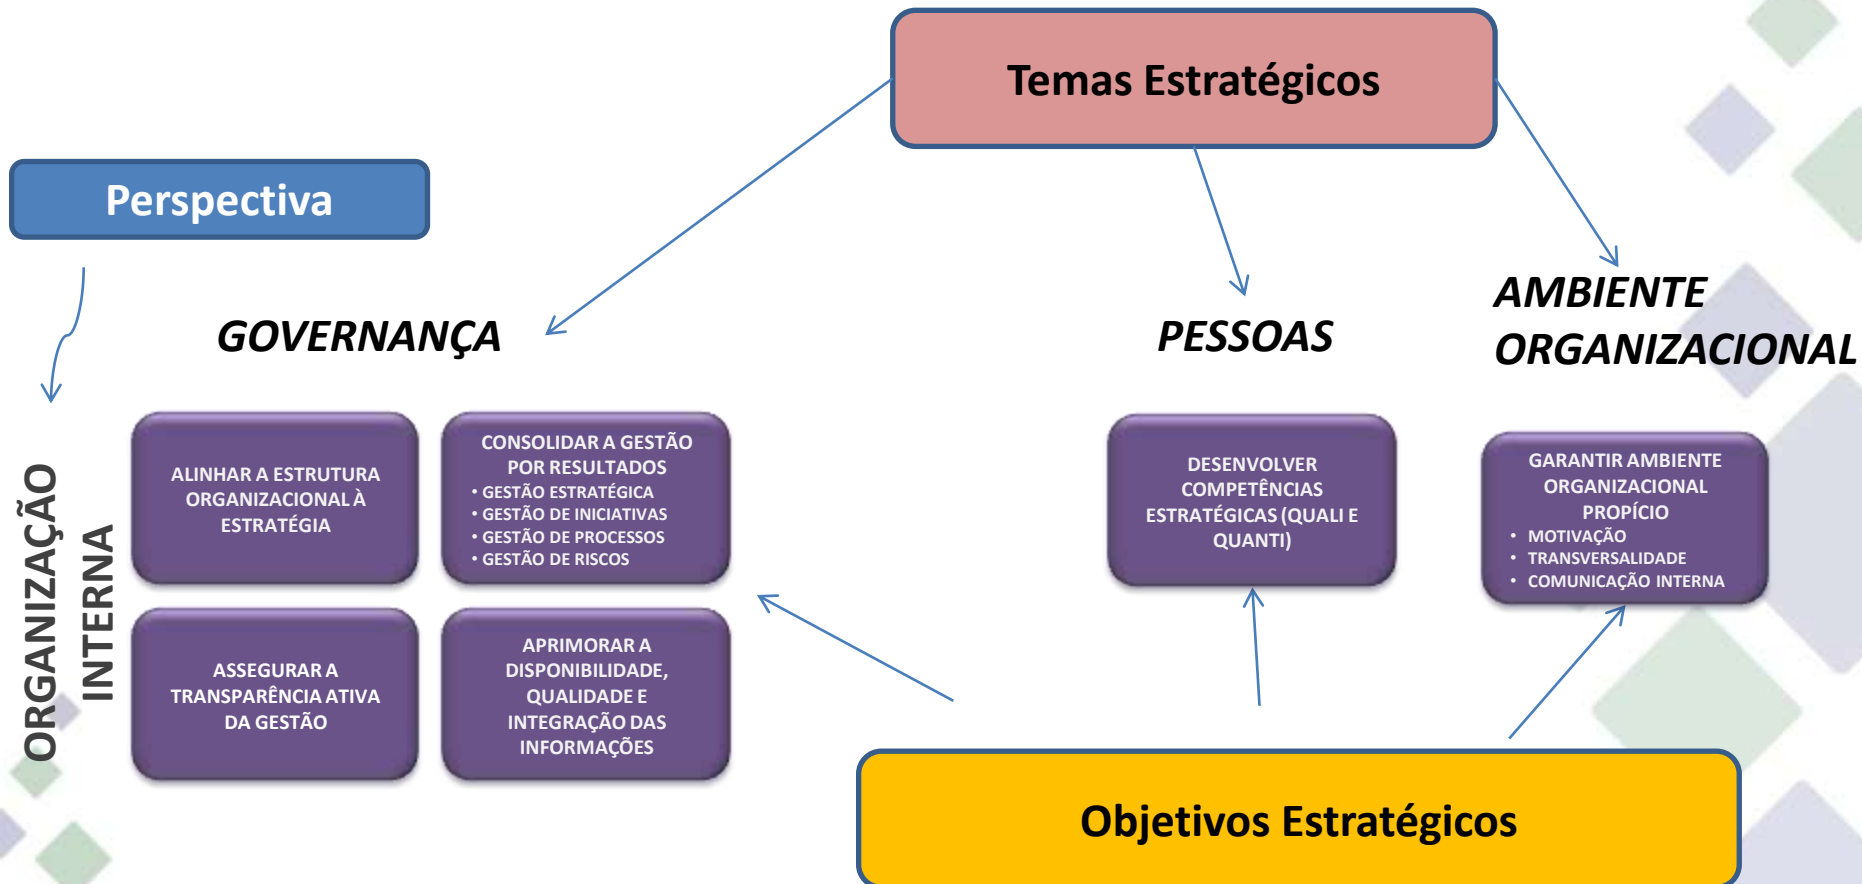 Temas Estratégicos
Perspectiva
GOVERNANÇA
PESSOAS
AMBIENTE
ORGANIZACIONAL
ORGANIZAÇÃO
INTERNA
ALINHAR A ESTRUTURA
ORGANIZACIONAL À
ESTRATÉGIA
CONSOLIDAR A GESTÃO
POR RESULTADOS
• GESTÃO ESTRATÉGICA
• GESTÃO DE INICIATIVAS
• GESTÃO DE PROCESSOS
• GESTÃO DE RISCOS
DESENVOLVER
COMPETÊNCIAS
ESTRATÉGICAS (QUALI E
QUANTI)
GARANTIR AMBIENTE
ORGANIZACIONAL
PROPÍCIO
• MOTIVAÇÃO
• TRANSVERSALIDADE
• COMUNICAÇÃO INTERNA
ASSEGURAR A
TRANSPARÊNCIA ATIVA
DA GESTÃO
APRIMORAR A
DISPONIBILIDADE,
QUALIDADE E
INTEGRAÇÃO DAS
INFORMAÇÕES
Objetivos Estratégicos